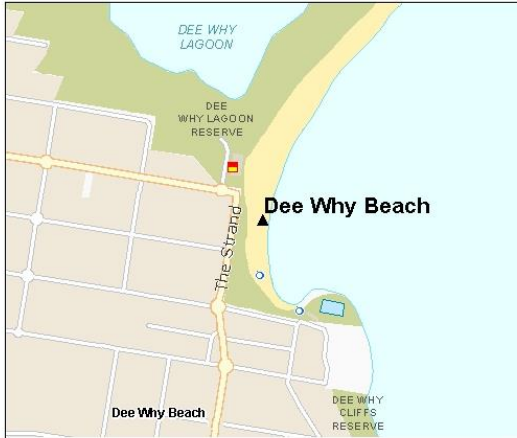 DEE WHY
LAGOON
DEE
WHY LAGOON
RESERVE
Dee Why Beach
The Strand
DEE WHY
CLIFFS
RESERVE
Dee Why Beach